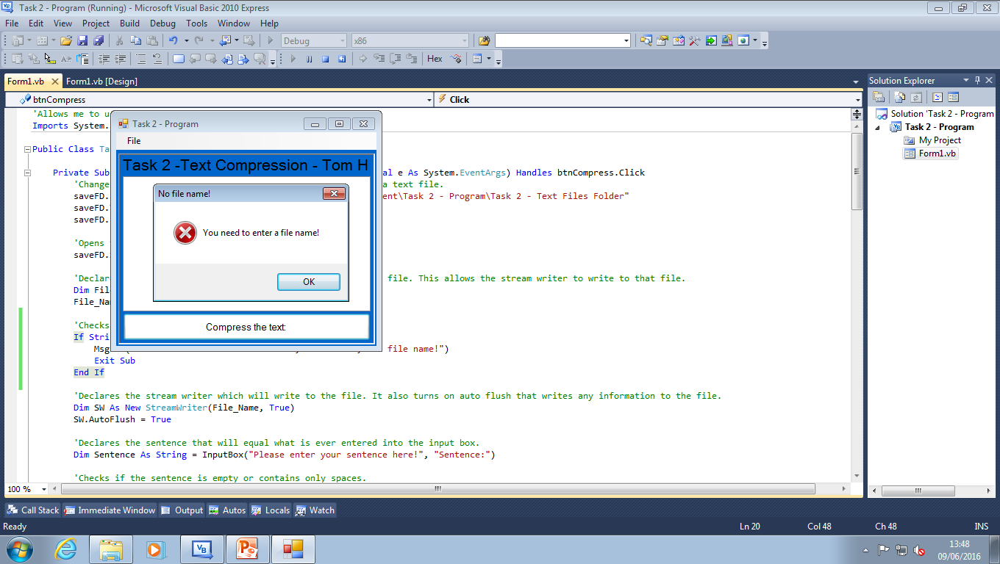 Task 2 - Program (Running) - Microsoft Visual Basic 2010 Express
File Edit View Project Build Debug Tools Window Help
Debug x86
Hex
Form1.vb Form1.vb [Design]
btnCompress Click
'Allows me to u
Imports System.
Public Class Ta
Private Sub al e As System.EventArgs) Handles btnCompress.Click
'Change a text file.
saveFD. ent\Task 2 - Program\Task 2 - Text Files Folder"
saveFD.
saveFD.
'Opens
saveFD.
'Declar file. This allows the stream writer to write to that file.
Dim Fil
File_Nam
'Checks
If Stri
Msg file name!")
Exit Sub
End If
'Declares the stream writer which will write to the file. It also turns on auto flush that writes any information to the file.
Dim SW As New StreamWriter(File_Name, True)
SW.AutoFlush = True
'Declares the sentence that will equal what is ever entered into the input box.
Dim Sentence As String = InputBox("Please enter your sentence here!", "Sentence:")
'Checks if the sentence is empty or contains only spaces.
100 %
Task 2 - Program
File
Task 2 -Text Compression - Tom H
No file name!
You need to enter a file name!
OK
Compress the text:
Solution Explorer
Solution 'Task 2 - Program
Task 2 - Program
My Project
Form1.vb
Call Stack Immediate Window Output Autos Locals Watch
Ready Ln 20 Col 48 Ch 48 INS
13:48
09/06/2016